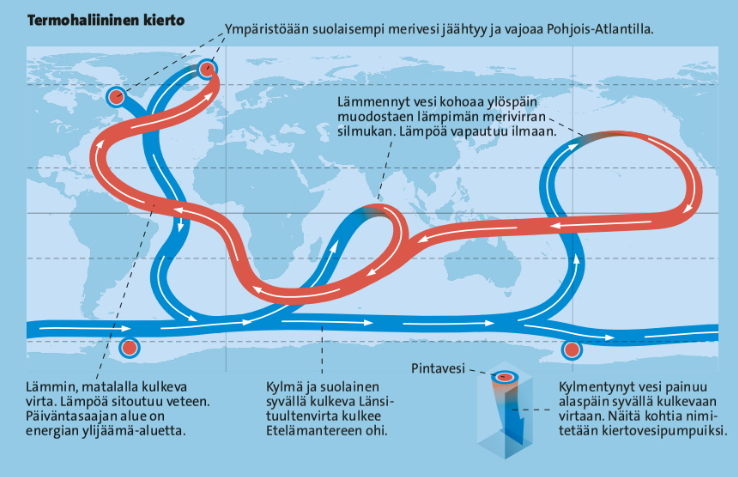 Termohaliininen kierto
Ympäristöään suolaisempi merivesi jäähtyy ja vajoaa Pohjois-Atlantilla.
Lämmennyt vesi kohoaa ylöspäin
muodostaen lämpimän merivirran
silmukan. Lämpöä vapautuu ilmaan.
Lämmin, matalalla kulkeva
virta. Lämpöä sitoutuu veteen.
Päiväntasaajan alue on
energian ylijäämä-aluetta.
Kylmä ja suolainen
syvällä kulkeva Länsi-
tuultenvirta kulkee
Etelämantereen ohi.
Pintavesi
Kylmentynyt vesi painuu
alaspäin syvällä kulkevaan
virtaan. Näitä kohtia nimi-
tetään kiertovesipumpuiksi.